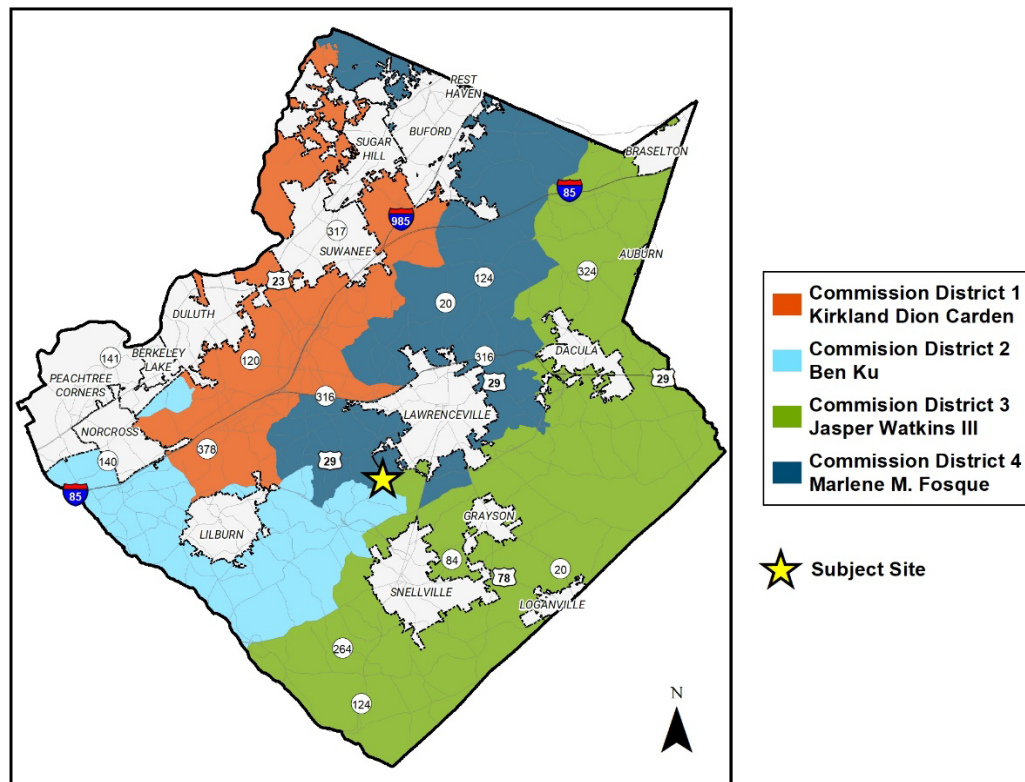 REST
HAVEN
BUFORD
SUGAR
HILL
BRASELTON
85
985
317
SUWANEE
AUBURN
324
23
124
20
DULUTH
316
DACULA
141
BERKELEY
LAKE
120
29
29
PEACHTREE
CORNERS
316
LAWRENCEVILLE
NORCROSS
378
140
29
85
LILBURN
GRAYSON
84
78
20
SNELLVILLE
LOGANVILLE
264
124
N
Commission District 1
Kirkland Dion Carden
Commision District 2
Ben Ku
Commision District 3
Jasper Watkins III
Commision District 4
Marlene M. Fosque
Subject Site